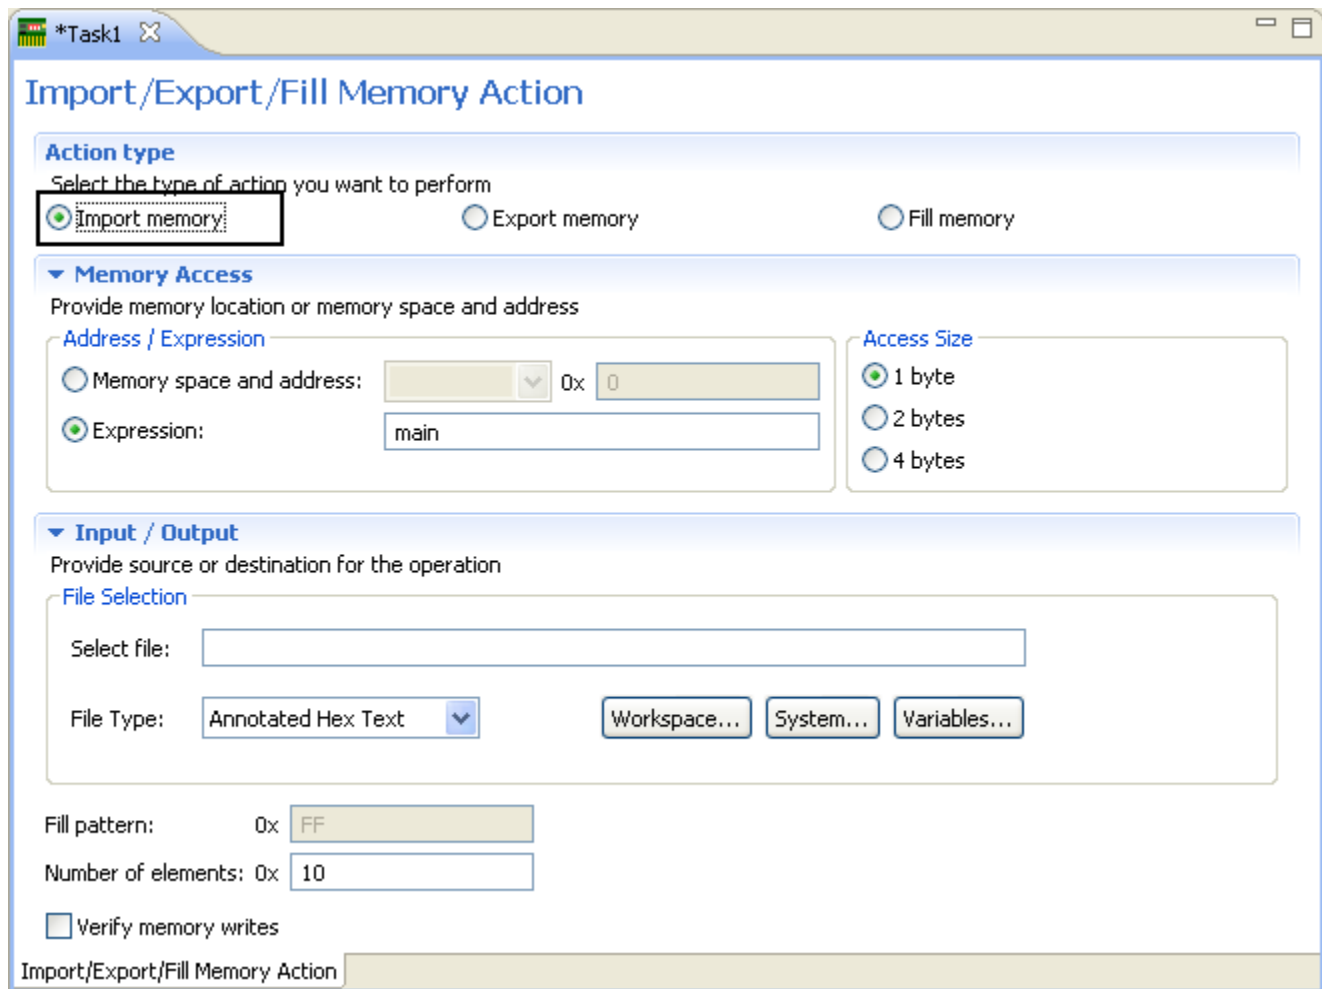 *Task1
Import/Export/Fill Memory Action
Action type
Select the type of action you want to perform
Import memory Export memory Fill memory
Memory Access
Provide memory location or memory space and address
Address / Expression Access Size
Memory space and address: 0x 0 1 byte
Expression: main 2 bytes
4 bytes
Input / Output
Provide source or destination for the operation
File Selection
Select file:
File Type: Annotated Hex Text Workspace... System... Variables...
Fill pattern: 0x FF
Number of elements: 0x 10
Verify memory writes
Import/Export/Fill Memory Action